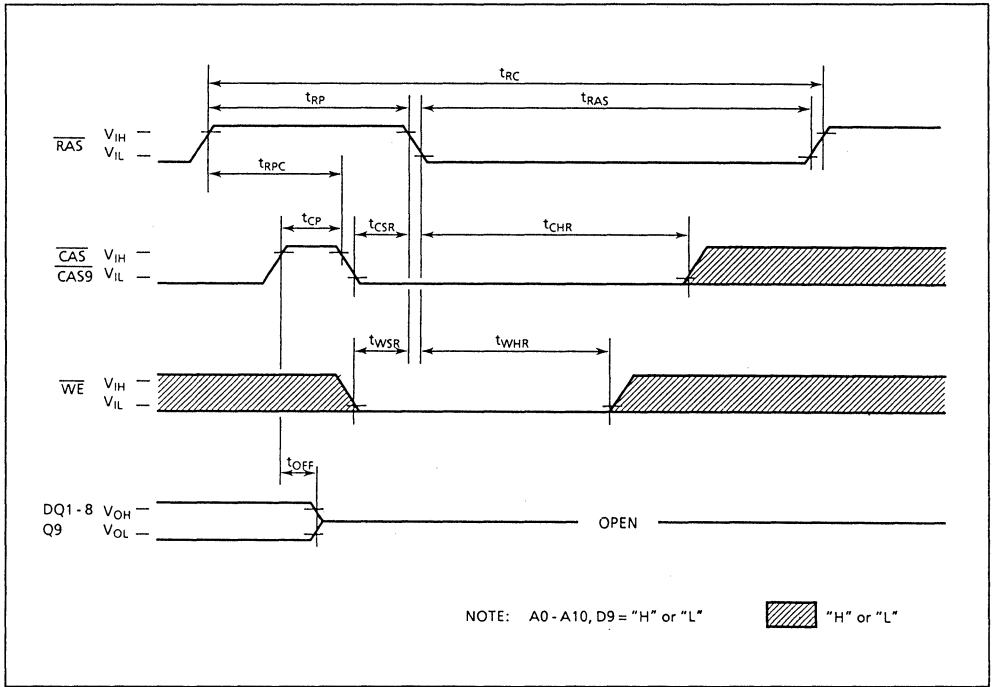 tRC
tRP
tRAS
RAS VIH
VIL
tRPC
tCP
tCSR
tCHR
CAS VIH
CAS9 VIL
tWSR
tWHR
WE VIH
VIL
tOFF
DQ1 - 8 VOH
Q9 VOL
OPEN
NOTE: A0 - A10, D9 = "H" or "L" "H" or "L"